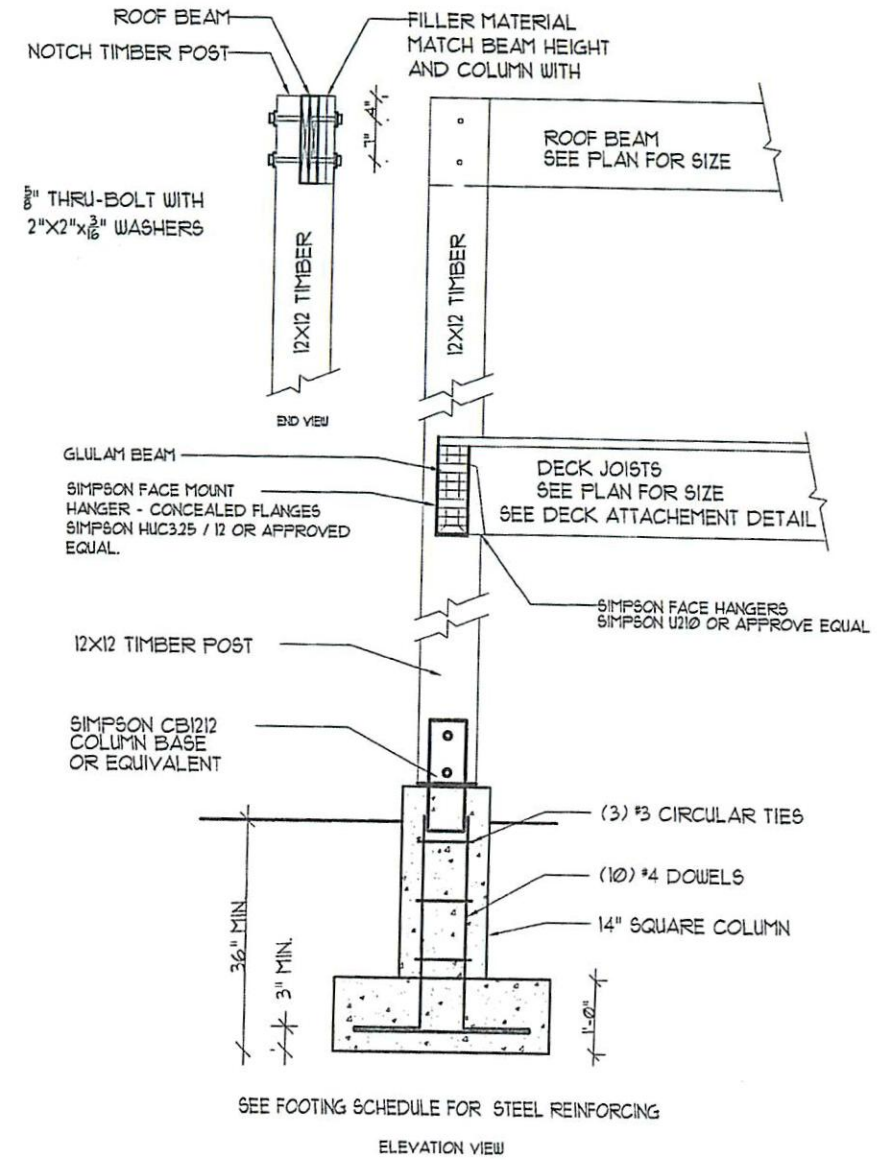 ROOF BEAM
NOTCH TIMBER POST
FILLER MATERIAL
MATCH BEAM HEIGHT
AND COLUMN WITH
4"
7"
ROOF BEAM
SEE PLAN FOR SIZE
5/8" THRU-BOLT WITH
2"X2"x3/16" WASHERS
12X12 TIMBER
12X12 TIMBER
END VIEW
GLULAM BEAM
SIMPSON FACE MOUNT
HANGER - CONCEALED FLANGES
SIMPSON HUC3.25 / 12 OR APPROVED
EQUAL.
DECK JOISTS
SEE PLAN FOR SIZE
SEE DECK ATTACHEMENT DETAIL
SIMPSON FACE HANGERS
SIMPSON U210 OR APPROVE EQUAL
12X12 TIMBER POST
SIMPSON CB1212
COLUMN BASE
OR EQUIVALENT
(3) #3 CIRCULAR TIES
(10) #4 DOWELS
14" SQUARE COLUMN
36" MIN
3" MIN.
1'-0"
SEE FOOTING SCHEDULE FOR STEEL REINFORCING
ELEVATION VIEW